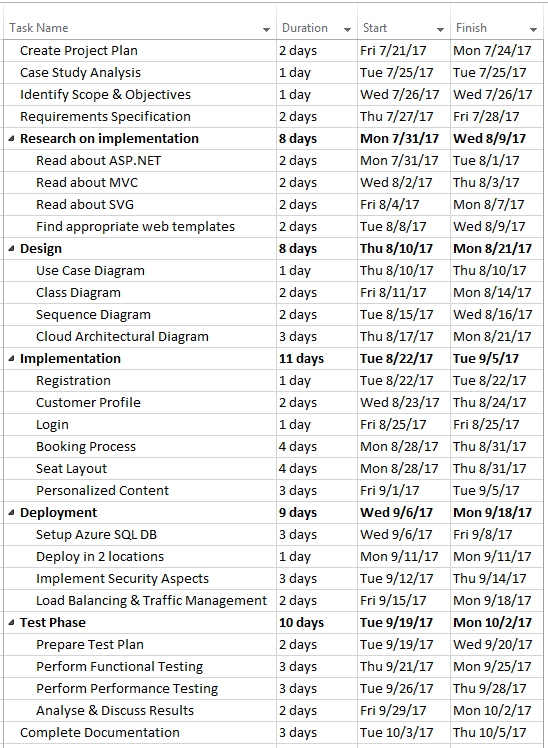 Task Name Duration Start Finish
Create Project Plan 2 days Fri 7/21/17 Mon 7/24/17
Case Study Analysis 1 day Tue 7/25/17 Tue 7/25/17
Identify Scope & Objectives 1 day Wed 7/26/17 Wed 7/26/17
Requirements Specification 2 days Thu 7/27/17 Fri 7/28/17
Research on implementation 8 days Mon 7/31/17 Wed 8/9/17
Read about ASP.NET 2 days Mon 7/31/17 Tue 8/1/17
Read about MVC 2 days Wed 8/2/17 Thu 8/3/17
Read about SVG 2 days Fri 8/4/17 Mon 8/7/17
Find appropriate web templates 2 days Tue 8/8/17 Wed 8/9/17
Design 8 days Thu 8/10/17 Mon 8/21/17
Use Case Diagram 1 day Thu 8/10/17 Thu 8/10/17
Class Diagram 2 days Fri 8/11/17 Mon 8/14/17
Sequence Diagram 2 days Tue 8/15/17 Wed 8/16/17
Cloud Architectural Diagram 3 days Thu 8/17/17 Mon 8/21/17
Implementation 11 days Tue 8/22/17 Tue 9/5/17
Registration 1 day Tue 8/22/17 Tue 8/22/17
Customer Profile 2 days Wed 8/23/17 Thu 8/24/17
Login 1 day Fri 8/25/17 Fri 8/25/17
Booking Process 4 days Mon 8/28/17 Thu 8/31/17
Seat Layout 4 days Mon 8/28/17 Thu 8/31/17
Personalized Content 3 days Fri 9/1/17 Tue 9/5/17
Deployment 9 days Wed 9/6/17 Mon 9/18/17
Setup Azure SQL DB 3 days Wed 9/6/17 Fri 9/8/17
Deploy in 2 locations 1 day Mon 9/11/17 Mon 9/11/17
Implement Security Aspects 3 days Tue 9/12/17 Thu 9/14/17
Load Balancing & Traffic Management 2 days Fri 9/15/17 Mon 9/18/17
Test Phase 10 days Tue 9/19/17 Mon 10/2/17
Prepare Test Plan 2 days Tue 9/19/17 Wed 9/20/17
Perform Functional Testing 3 days Thu 9/21/17 Mon 9/25/17
Perform Performance Testing 3 days Tue 9/26/17 Thu 9/28/17
Analyse & Discuss Results 2 days Fri 9/29/17 Mon 10/2/17
Complete Documentation 3 days Tue 10/3/17 Thu 10/5/17